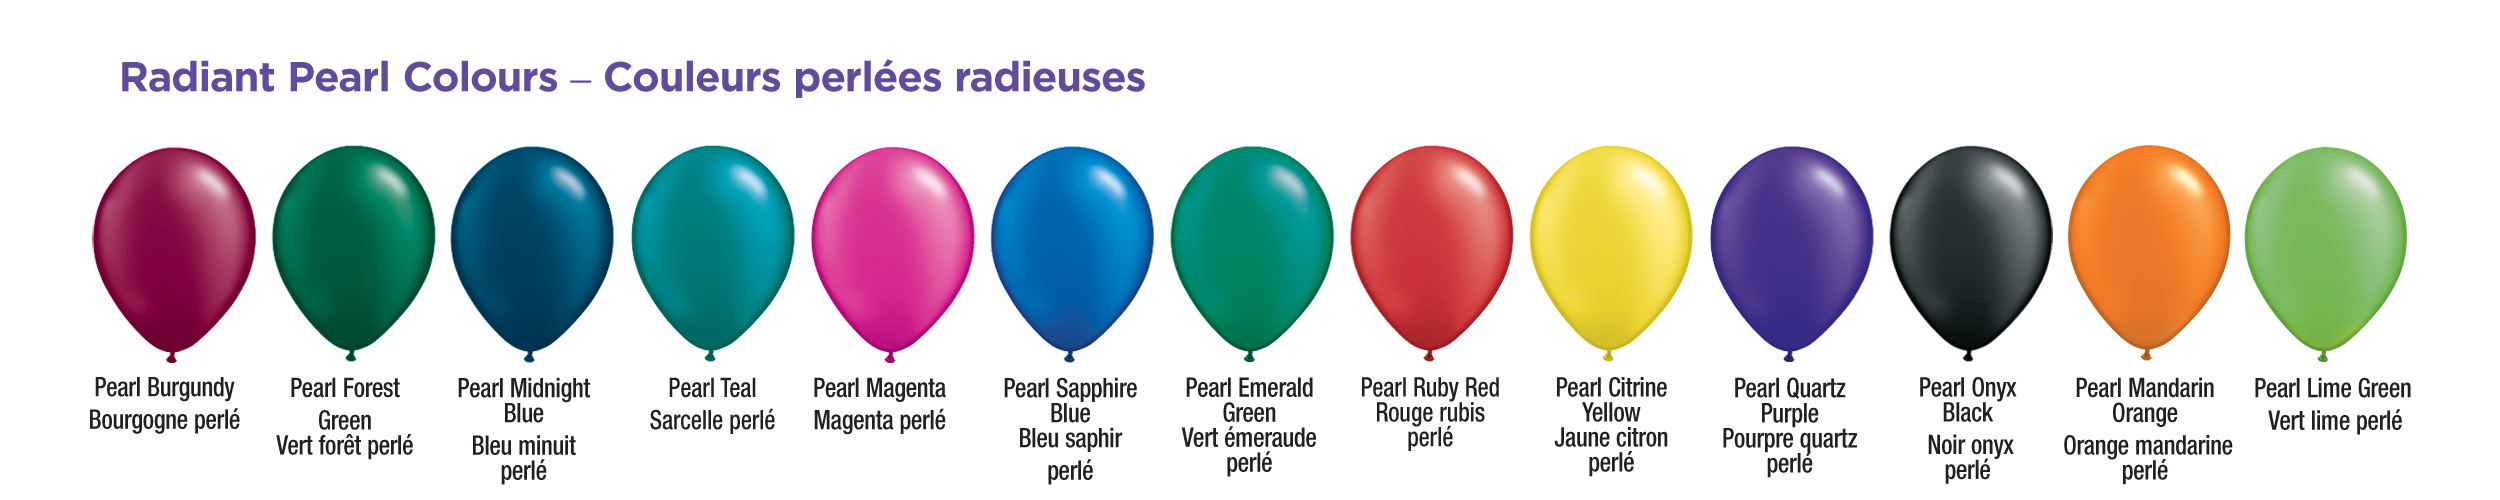 Radiant Pearl Colours – Couleurs perlées radieuses
Pearl Burgundy
Bourgogne perlé
Pearl Forest
Green
Vert forêt perlé
Pearl Midnight
Blue
Bleu minuit
perlé
Pearl Teal
Sarcelle perlé
Pearl Magenta
Magenta perlé
Pearl Sapphire
Blue
Bleu saphir
perlé
Pearl Emerald
Green
Vert émeraude
perlé
Pearl Ruby Red
Rouge rubis
perlé
Pearl Citrine
Yellow
Jaune citron
perlé
Pearl Quartz
Purple
Pourpre quartz
perlé
Pearl Onyx
Black
Noir onyx
perlé
Pearl Mandarin
Orange
Orange mandarine
perlé
Pearl Lime Green
Vert lime perlé